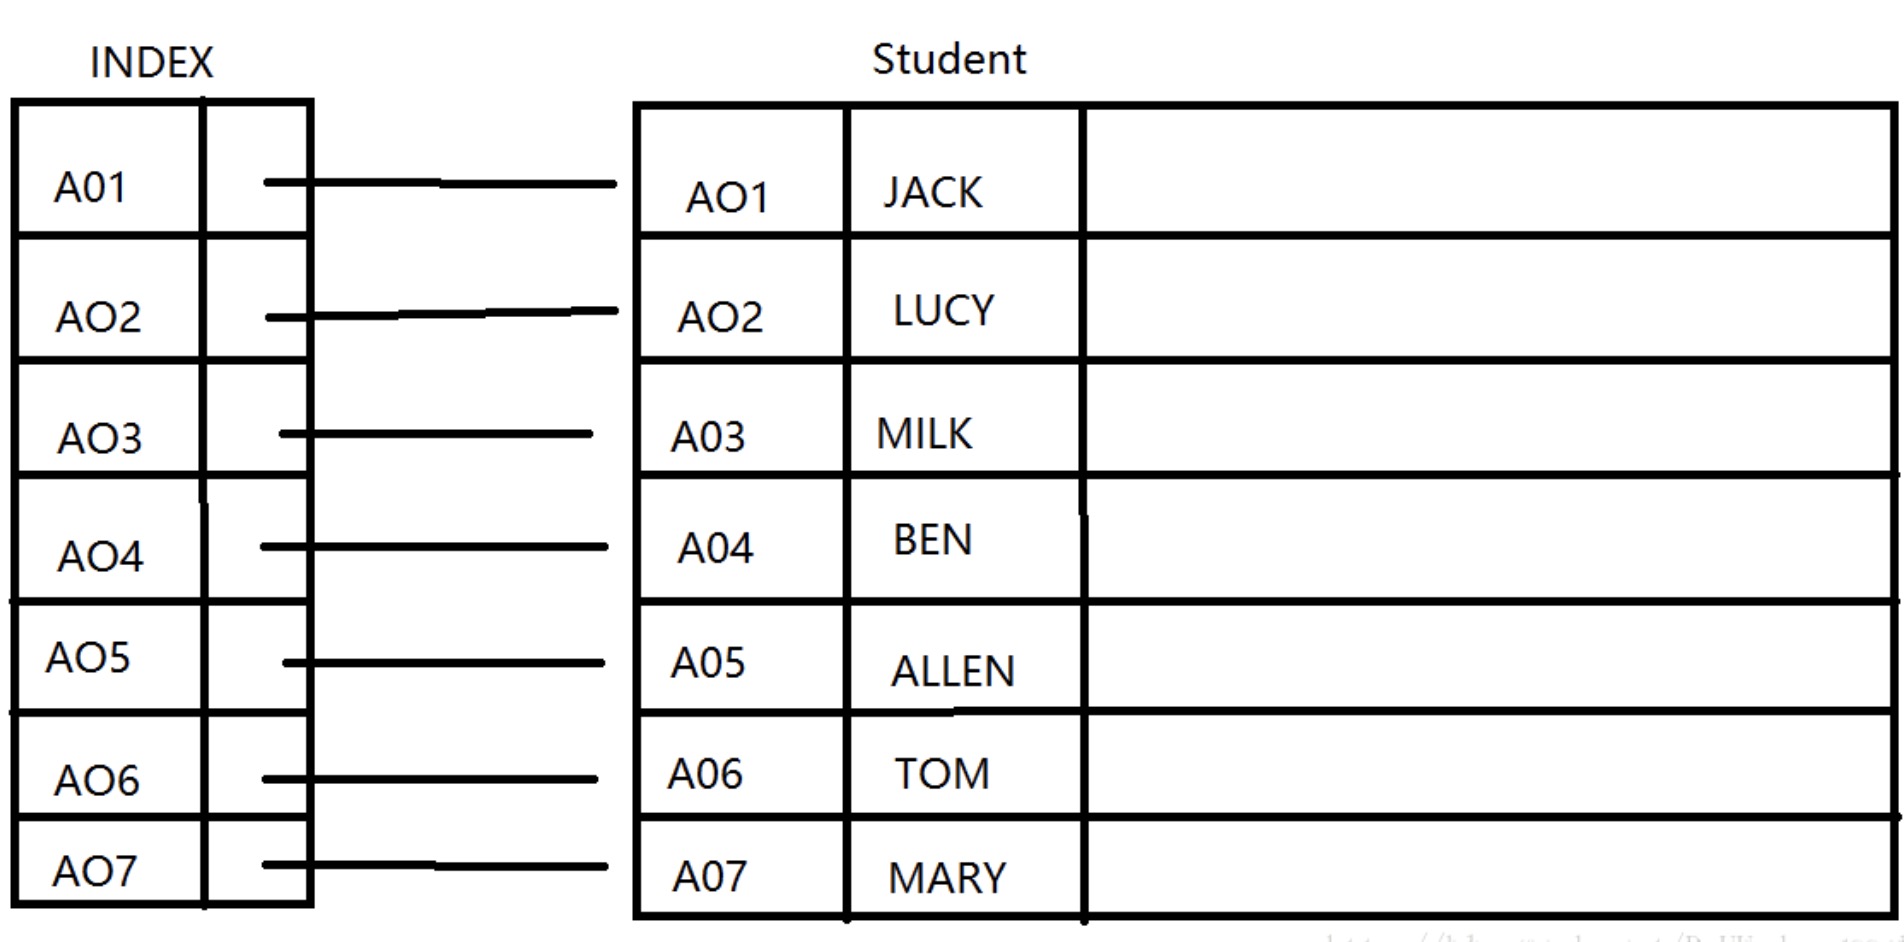 INDEX
Student
A01
AO1 JACK
AO2
AO2 LUCY
AO3
A03 MILK
AO4
A04 BEN
AO5
A05 ALLEN
AO6
A06 TOM
AO7
A07 MARY